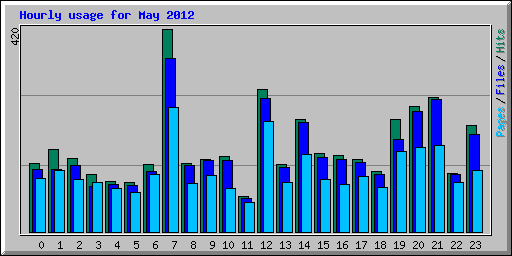 Hourly usage for May 2012
420
Pages/Files/Hits
0 1 2 3 4 5 6 7 8 9 10 11 12 13 14 15 16 17 18 19 20 21 22 23